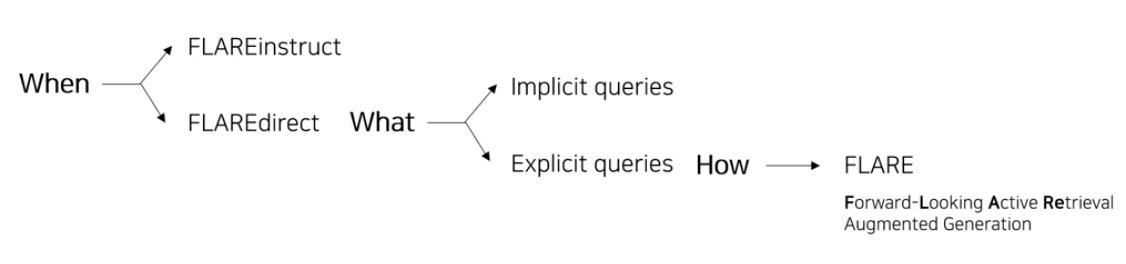 When
FLAREinstruct
FLAREdirect
What
Implicit queries
Explicit queries
How
FLARE
Forward-Looking Active Retrieval
Augmented Generation